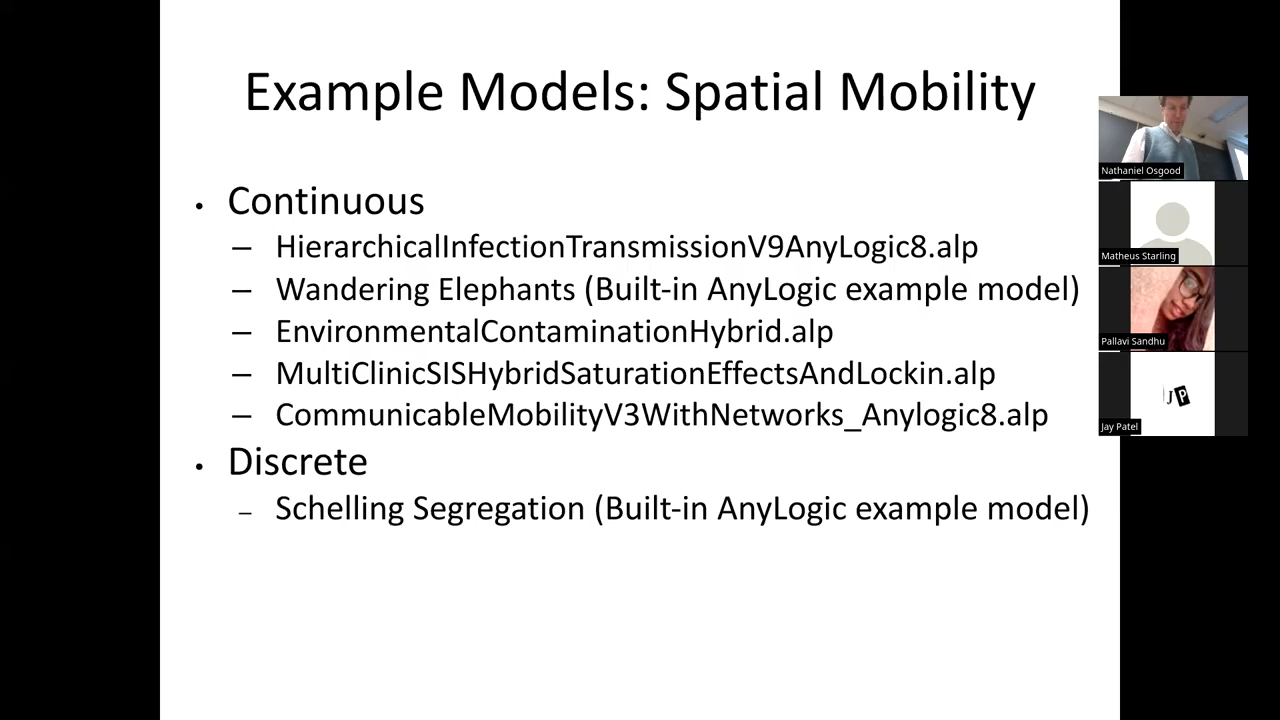 Example Models: Spatial Mobility
• Continuous
– HierarchicalInfectionTransmissionV9AnyLogic8.alp
– Wandering Elephants (Built-in AnyLogic example model)
– EnvironmentalContaminationHybrid.alp
– MultiClinicSISHybridSaturationEffectsAndLockin.alp
– CommunicableMobilityV3WithNetworks_Anylogic8.alp
• Discrete
– Schelling Segregation (Built-in AnyLogic example model)
Nathaniel Osgood
Matheus Starling
Pallavi Sandhu
JP
Jay Patel